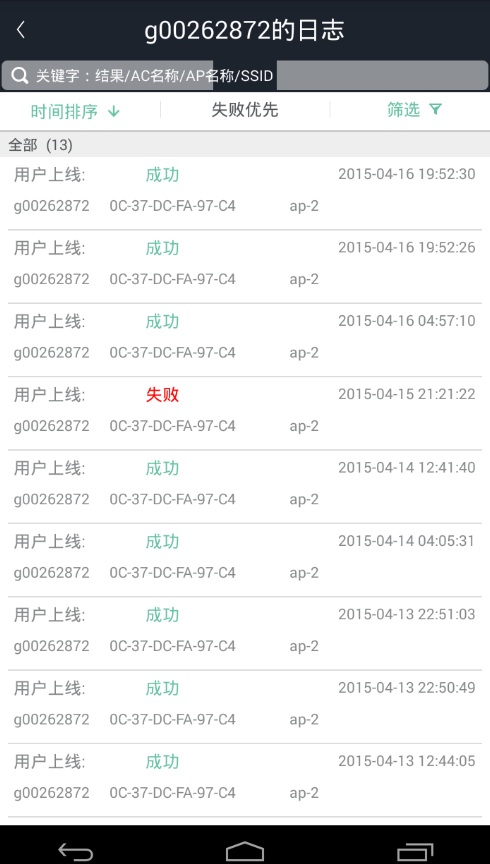 g00262872的日志
关键字：结果/AC名称/AP名称/SSID
时间排序 失败优先 筛选
全部 (13)
用户上线: 成功 2015-04-16 19:52:30
g00262872 0C-37-DC-FA-97-C4 ap-2
用户上线: 成功 2015-04-16 19:52:26
g00262872 0C-37-DC-FA-97-C4 ap-2
用户上线: 成功 2015-04-16 04:57:10
g00262872 0C-37-DC-FA-97-C4 ap-2
用户上线: 失败 2015-04-15 21:21:22
g00262872 0C-37-DC-FA-97-C4 ap-2
用户上线: 成功 2015-04-14 12:41:40
g00262872 0C-37-DC-FA-97-C4 ap-2
用户上线: 成功 2015-04-14 04:05:31
g00262872 0C-37-DC-FA-97-C4 ap-2
用户上线: 成功 2015-04-13 22:51:03
g00262872 0C-37-DC-FA-97-C4 ap-2
用户上线: 成功 2015-04-13 22:50:49
g00262872 0C-37-DC-FA-97-C4 ap-2
用户上线: 成功 2015-04-13 12:44:05
g00262872 0C-37-DC-FA-97-C4 ap-2